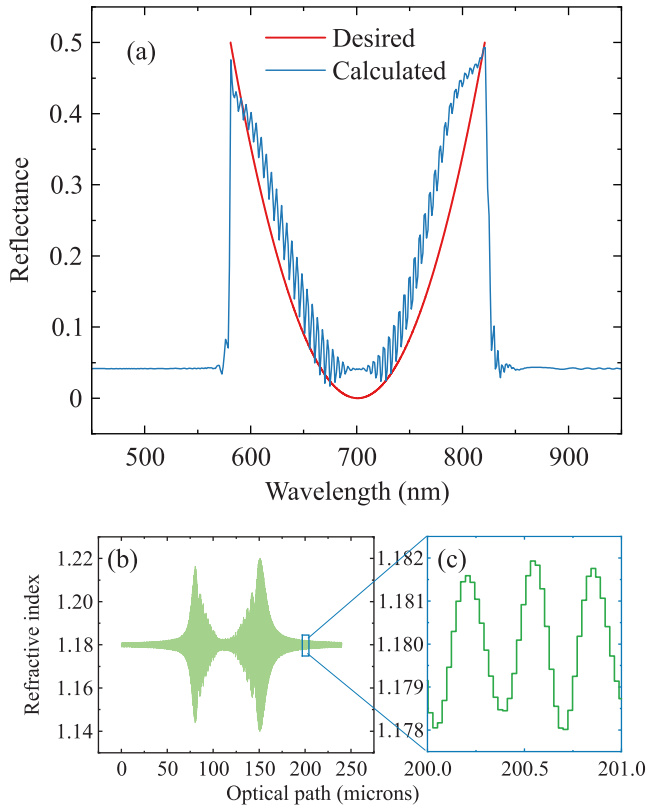 (a)
Desired
Calculated
0.5
0.4
0.3
0.2
0.1
0
Reflectance
500 600 700 800 900
Wavelength (nm)
(b)
1.22
1.20
1.18
1.16
1.14
Refractive index
0 50 100 150 200 250
(c)
1.182
1.181
1.180
1.179
1.178
200.0 200.5 201.0
Optical path (microns)